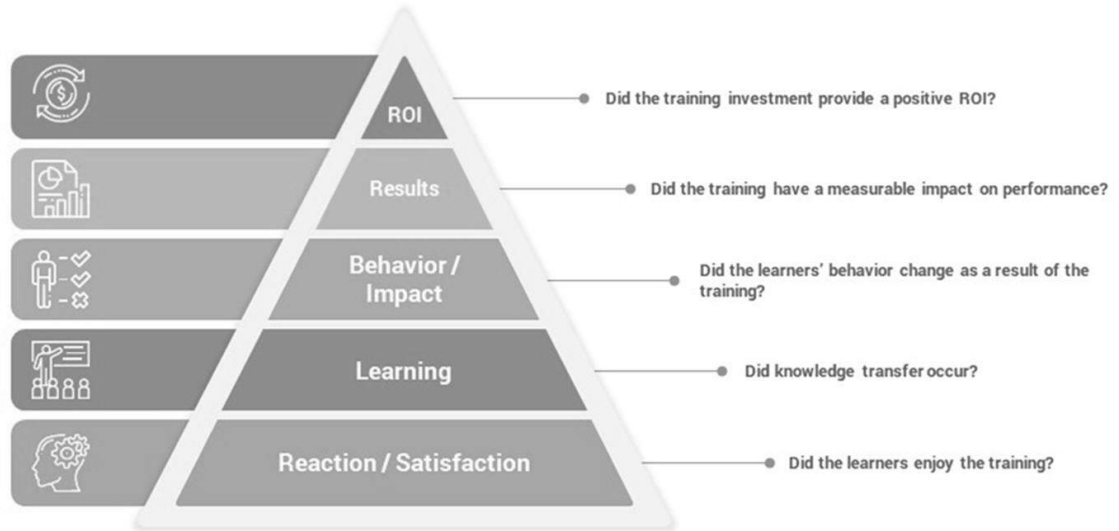 ROI
Did the training investment provide a positive ROI?
Results
Did the training have a measurable impact on performance?
Behavior /
Impact
Did the learners' behavior change as a result of the
training?
Learning
Did knowledge transfer occur?
Reaction / Satisfaction
Did the learners enjoy the training?
$